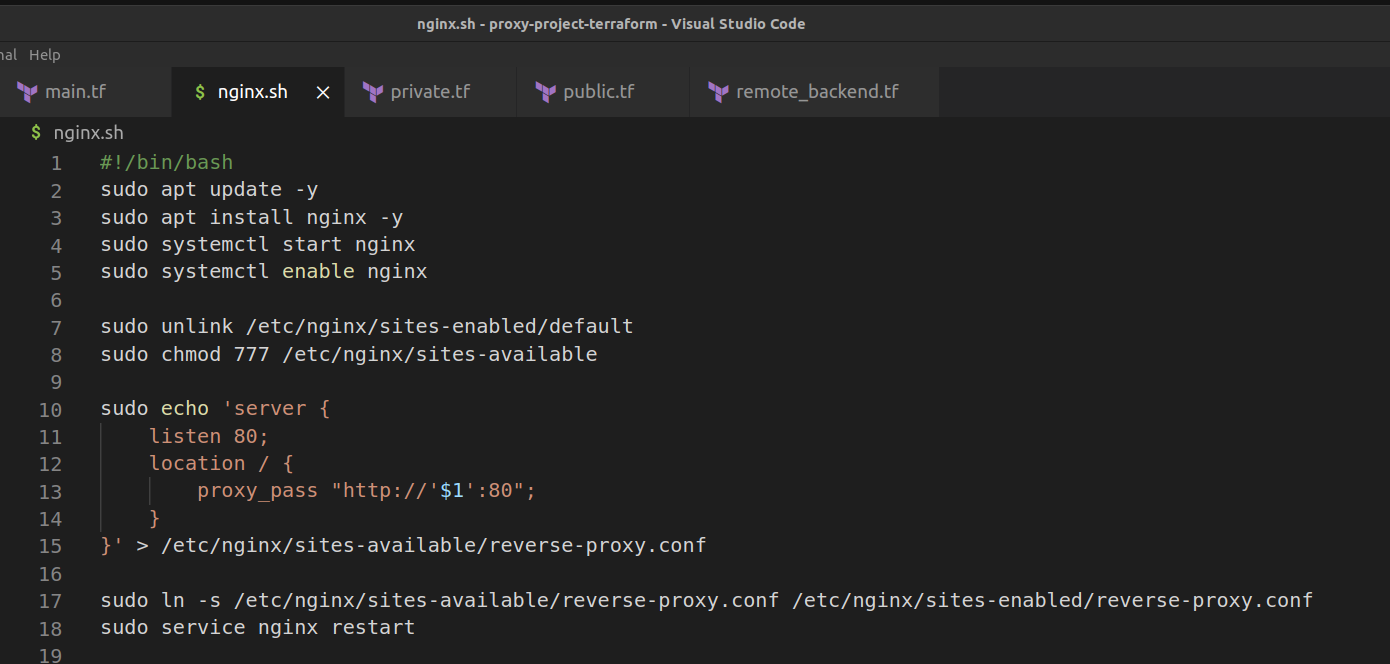 nginx.sh - proxy-project-terraform - Visual Studio Code
nal Help
main.tf $ nginx.sh × private.tf public.tf remote_backend.tf
$ nginx.sh
1 #!/bin/bash
2 sudo apt update -y
3 sudo apt install nginx -y
4 sudo systemctl start nginx
5 sudo systemctl enable nginx
6
7 sudo unlink /etc/nginx/sites-enabled/default
8 sudo chmod 777 /etc/nginx/sites-available
9
10 sudo echo 'server {
11     listen 80;
12     location / {
13         proxy_pass "http://'$1':80";
14     }
15 }' > /etc/nginx/sites-available/reverse-proxy.conf
16
17 sudo ln -s /etc/nginx/sites-available/reverse-proxy.conf /etc/nginx/sites-enabled/reverse-proxy.conf
18 sudo service nginx restart
19